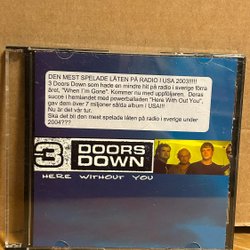 DEN MEST SPELADE LÅTEN PÅ RADIO I USA 2003!!!!!
3 Doors Down som hade en mindre hit på radio i sverige förra
året, "When I'm Gone". Kommer nu med uppföljaren. Deras
succe i hemlandet med powerballaden "Here With Out You",
gav dem över 7 miljoner sålda album i USA!!!
Nu är det vår tur.
Ska det bli den mest spelade låten på radio i sverige under
2004???
3 DOORS
DOWN
HERE WITHOUT YOU